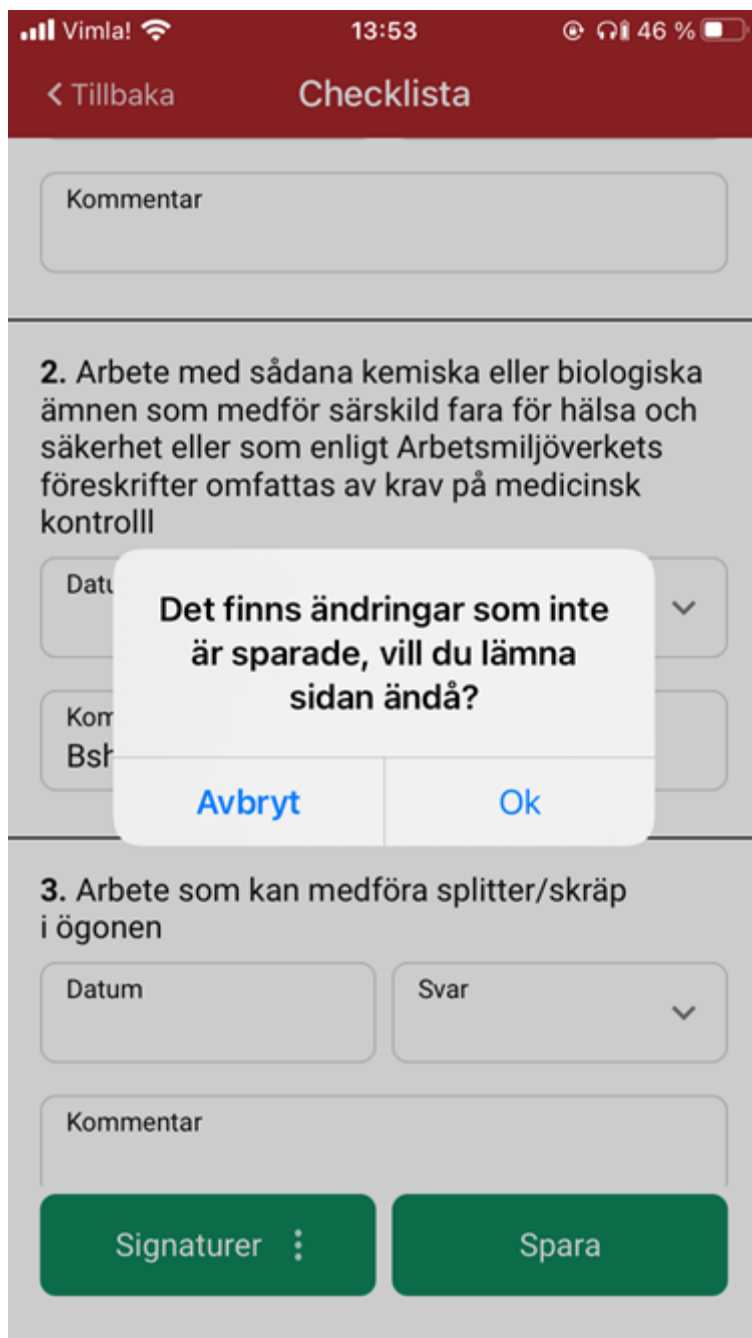 Vimla! 13:53 46 %
Tillbaka Checklista
Kommentar
2. Arbete med sådana kemiska eller biologiska
ämnen som medför särskild fara för hälsa och
säkerhet eller som enligt Arbetsmiljöverkets
föreskrifter omfattas av krav på medicinsk
kontrolll
Det finns ändringar som inte
är sparade, vill du lämna
sidan ändå?
Avbryt Ok
3. Arbete som kan medföra splitter/skräp
i ögonen
Datum Svar
Kommentar
Signaturer Spara